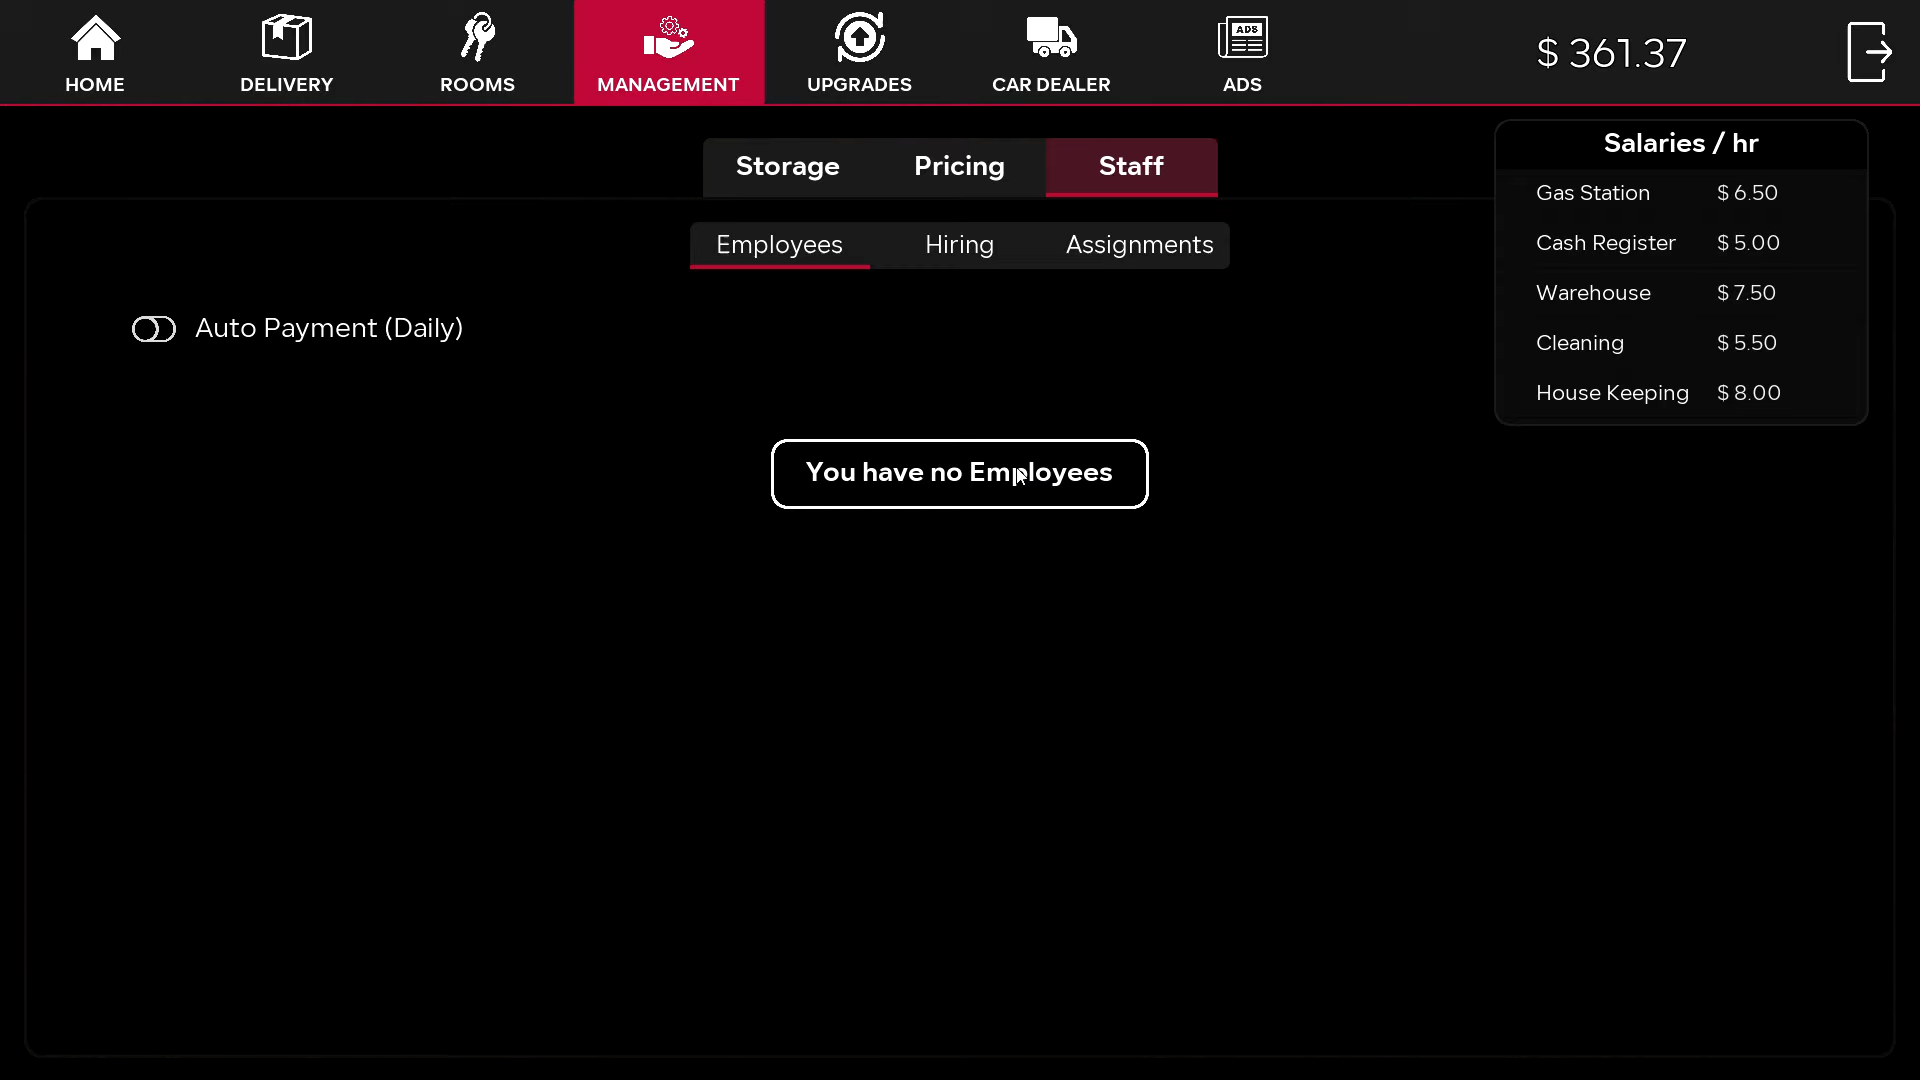 HOME
DELIVERY
ROOMS
MANAGEMENT
UPGRADES
CAR DEALER
ADS
ADS
$ 361.37
Storage
Pricing
Staff
Employees
Hiring
Assignments
Auto Payment (Daily)
You have no Employees
Salaries / hr
Gas Station $ 6.50
Cash Register $ 5.00
Warehouse $ 7.50
Cleaning $ 5.50
House Keeping $ 8.00